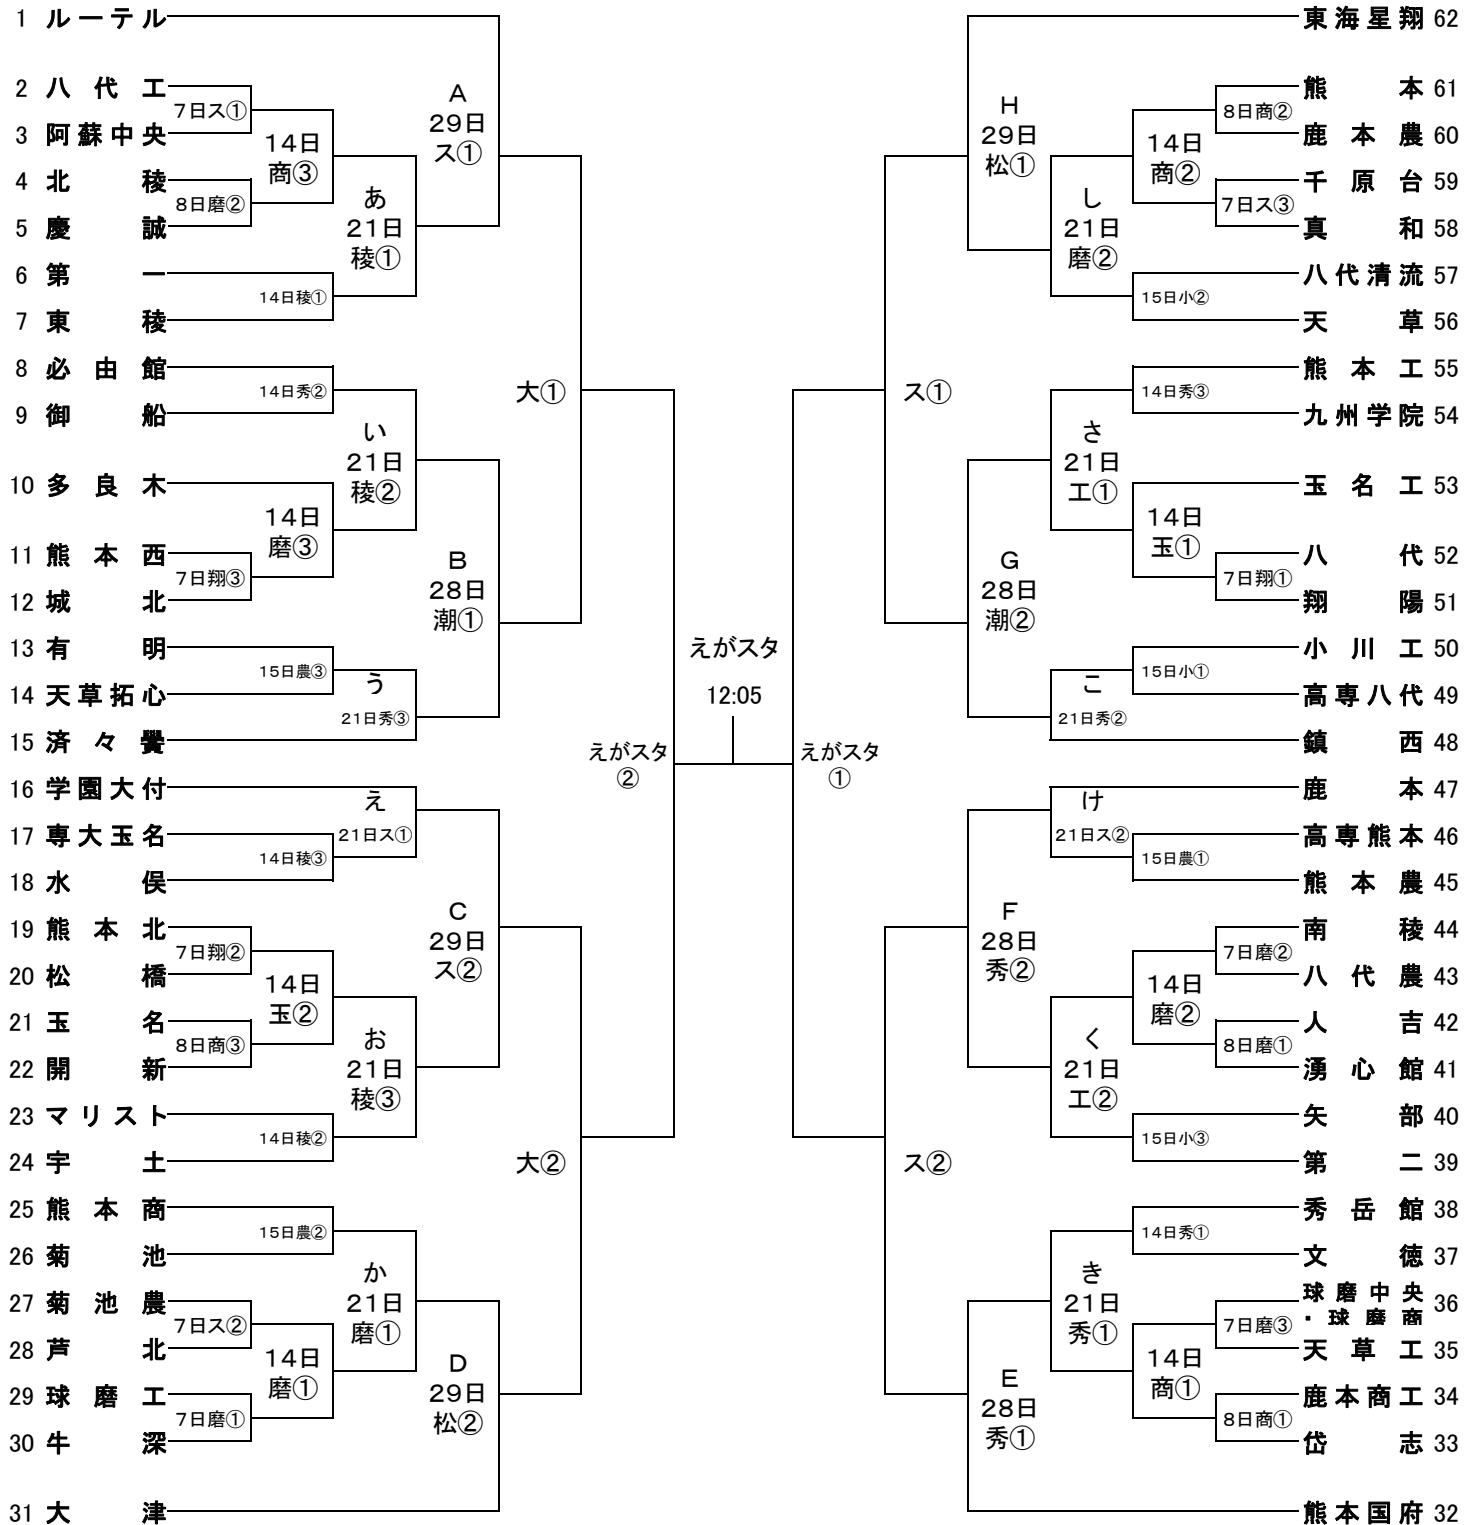 1 ルーテル
2 八代工
7日ス①
3 阿蘇中央
14日
商③
4 北稜
8日磨②
5 慶誠
あ
21日
稜①
6 第一
14日稜①
7 東稜
A
29日
ス①
8 必由館
14日秀②
9 御船
い
21日
稜②
10 多良木
14日
磨③
11 熊本西
7日翔③
12 城北
B
28日
潮①
13 有明
15日農③
14 天草拓心
う
21日秀③
15 済々黌
大①
16 学園大付
え
21日ス①
17 専大玉名
14日稜③
18 水俣
C
29日
ス②
19 熊本北
7日翔②
20 松橋
14日
玉②
21 玉名
8日商③
22 開新
お
21日
稜③
23 マリスト
14日稜②
24 宇土
大②
25 熊本商
15日農②
26 菊池
か
21日
磨①
27 菊池農
7日ス②
28 芦北
14日
磨①
29 球磨工
7日磨①
30 牛深
D
29日
松②
31 大津
えがスタ
②
えがスタ
12:05
えがスタ
①
東海星翔 62
H
29日
松①
熊本 61
8日商②
鹿本農 60
14日
商②
千原台 59
7日ス③
真和 58
し
21日
磨②
八代清流 57
15日小②
天草 56
ス①
熊本工 55
14日秀③
九州学院 54
さ
21日
工①
玉名工 53
14日
玉①
八代 52
7日翔①
翔陽 51
G
28日
潮②
小川工 50
15日小①
高専八代 49
こ
21日秀②
鎮西 48
鹿本 47
け
21日ス②
高専熊本 46
15日農①
熊本農 45
F
28日
秀②
南稜 44
7日磨②
八代農 43
14日
磨②
人吉 42
8日磨①
湧心館 41
く
21日
工②
矢部 40
15日小③
第二 39
ス②
秀岳館 38
14日秀①
文徳 37
き
21日
秀①
球磨中央
・球磨商 36
7日磨③
天草工 35
14日
商①
鹿本商工 34
8日商①
岱志 33
E
28日
秀①
熊本国府 32